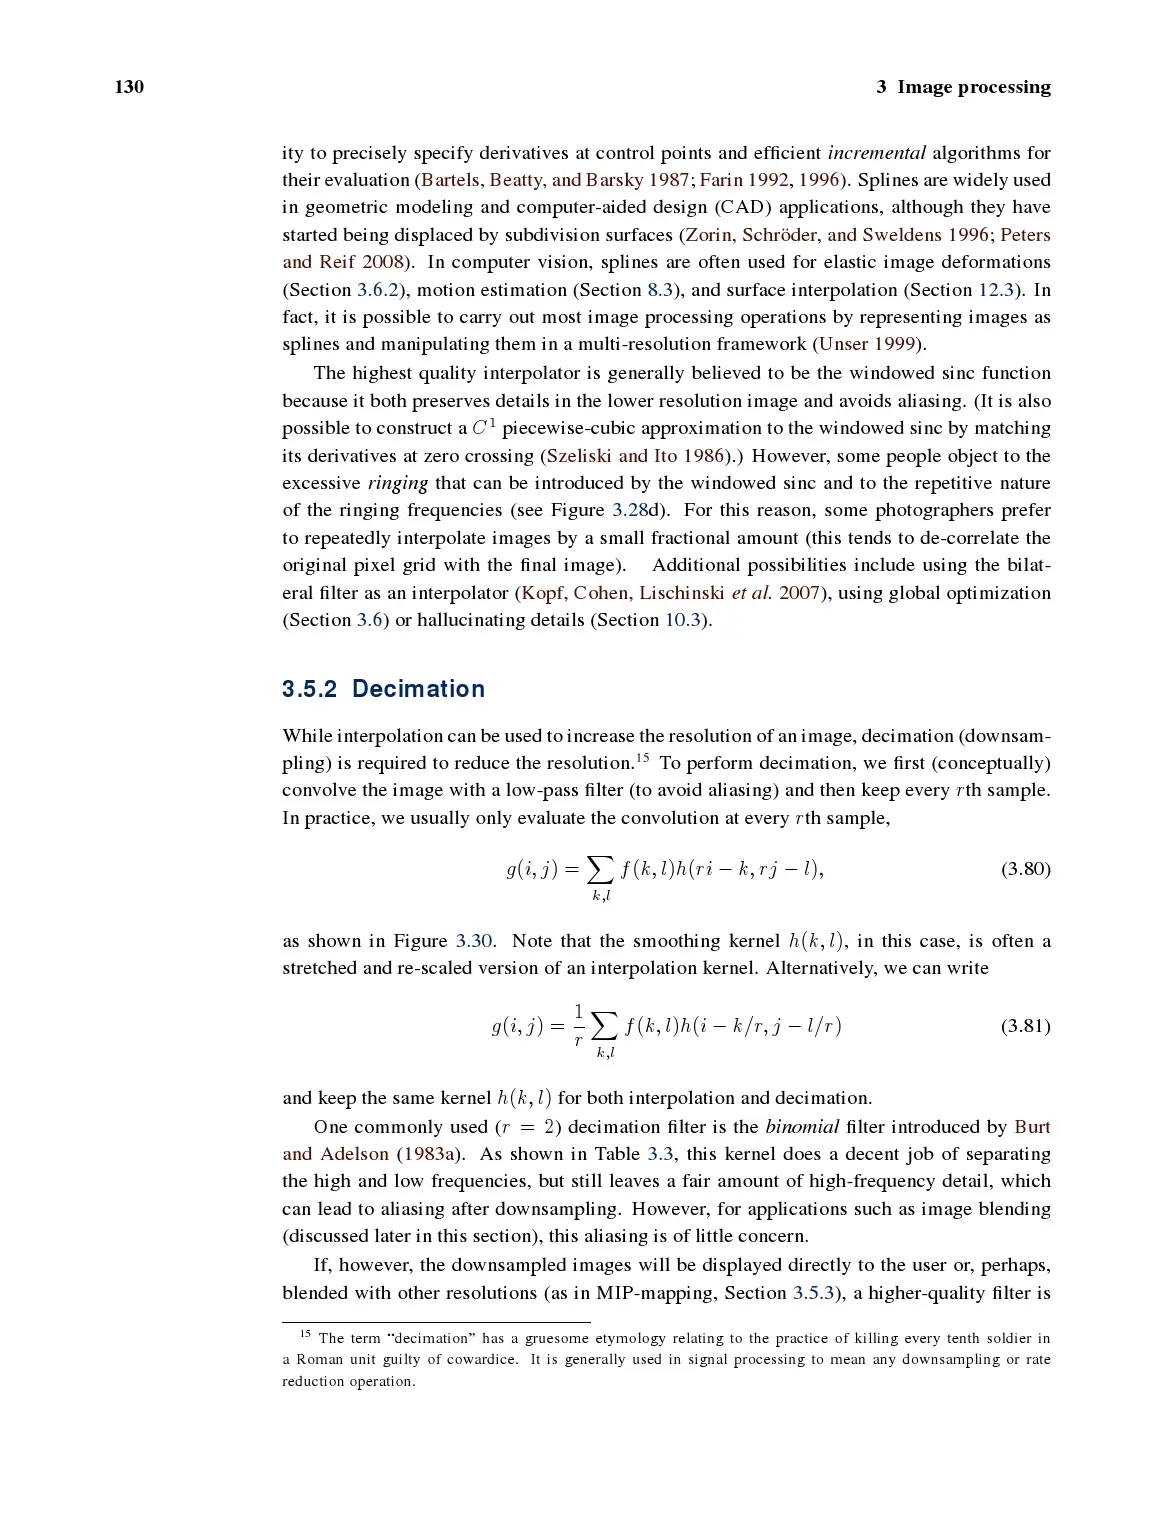 130
3 Image processing
ity to precisely specify derivatives at control points and efficient incremental algorithms for
their evaluation (Bartels, Beatty, and Barsky 1987; Farin 1992, 1996). Splines are widely used
in geometric modeling and computer-aided design (CAD) applications, although they have
started being displaced by subdivision surfaces (Zorin, Schröder, and Sweldens 1996; Peters
and Reif 2008). In computer vision, splines are often used for elastic image deformations
(Section 3.6.2), motion estimation (Section 8.3), and surface interpolation (Section 12.3). In
fact, it is possible to carry out most image processing operations by representing images as
splines and manipulating them in a multi-resolution framework (Unser 1999).
The highest quality interpolator is generally believed to be the windowed sinc function
because it both preserves details in the lower resolution image and avoids aliasing. (It is also
possible to construct a C¹ piecewise-cubic approximation to the windowed sinc by matching
its derivatives at zero crossing (Szeliski and Ito 1986).) However, some people object to the
excessive ringing that can be introduced by the windowed sinc and to the repetitive nature
of the ringing frequencies (see Figure 3.28d). For this reason, some photographers prefer
to repeatedly interpolate images by a small fractional amount (this tends to de-correlate the
original pixel grid with the final image). Additional possibilities include using the bilat-
eral filter as an interpolator (Kopf, Cohen, Lischinski et al. 2007), using global optimization
(Section 3.6) or hallucinating details (Section 10.3).
3.5.2 Decimation
While interpolation can be used to increase the resolution of an image, decimation (downsam-
pling) is required to reduce the resolution.¹⁵ To perform decimation, we first (conceptually)
convolve the image with a low-pass filter (to avoid aliasing) and then keep every rth sample.
In practice, we usually only evaluate the convolution at every rth sample,
g(i, j) = ∑ f(k, l)h(ri − k, rj − l), (3.80)
k,l
as shown in Figure 3.30. Note that the smoothing kernel h(k, l), in this case, is often a
stretched and re-scaled version of an interpolation kernel. Alternatively, we can write
g(i, j) = 1/r ∑ f(k, l)h(i − k/r, j − l/r) (3.81)
k,l
and keep the same kernel h(k, l) for both interpolation and decimation.
One commonly used (r = 2) decimation filter is the binomial filter introduced by Burt
and Adelson (1983a). As shown in Table 3.3, this kernel does a decent job of separating
the high and low frequencies, but still leaves a fair amount of high-frequency detail, which
can lead to aliasing after downsampling. However, for applications such as image blending
(discussed later in this section), this aliasing is of little concern.
If, however, the downsampled images will be displayed directly to the user or, perhaps,
blended with other resolutions (as in MIP-mapping, Section 3.5.3), a higher-quality filter is
¹⁵ The term “decimation” has a gruesome etymology relating to the practice of killing every tenth soldier in
a Roman unit guilty of cowardice. It is generally used in signal processing to mean any downsampling or rate
reduction operation.